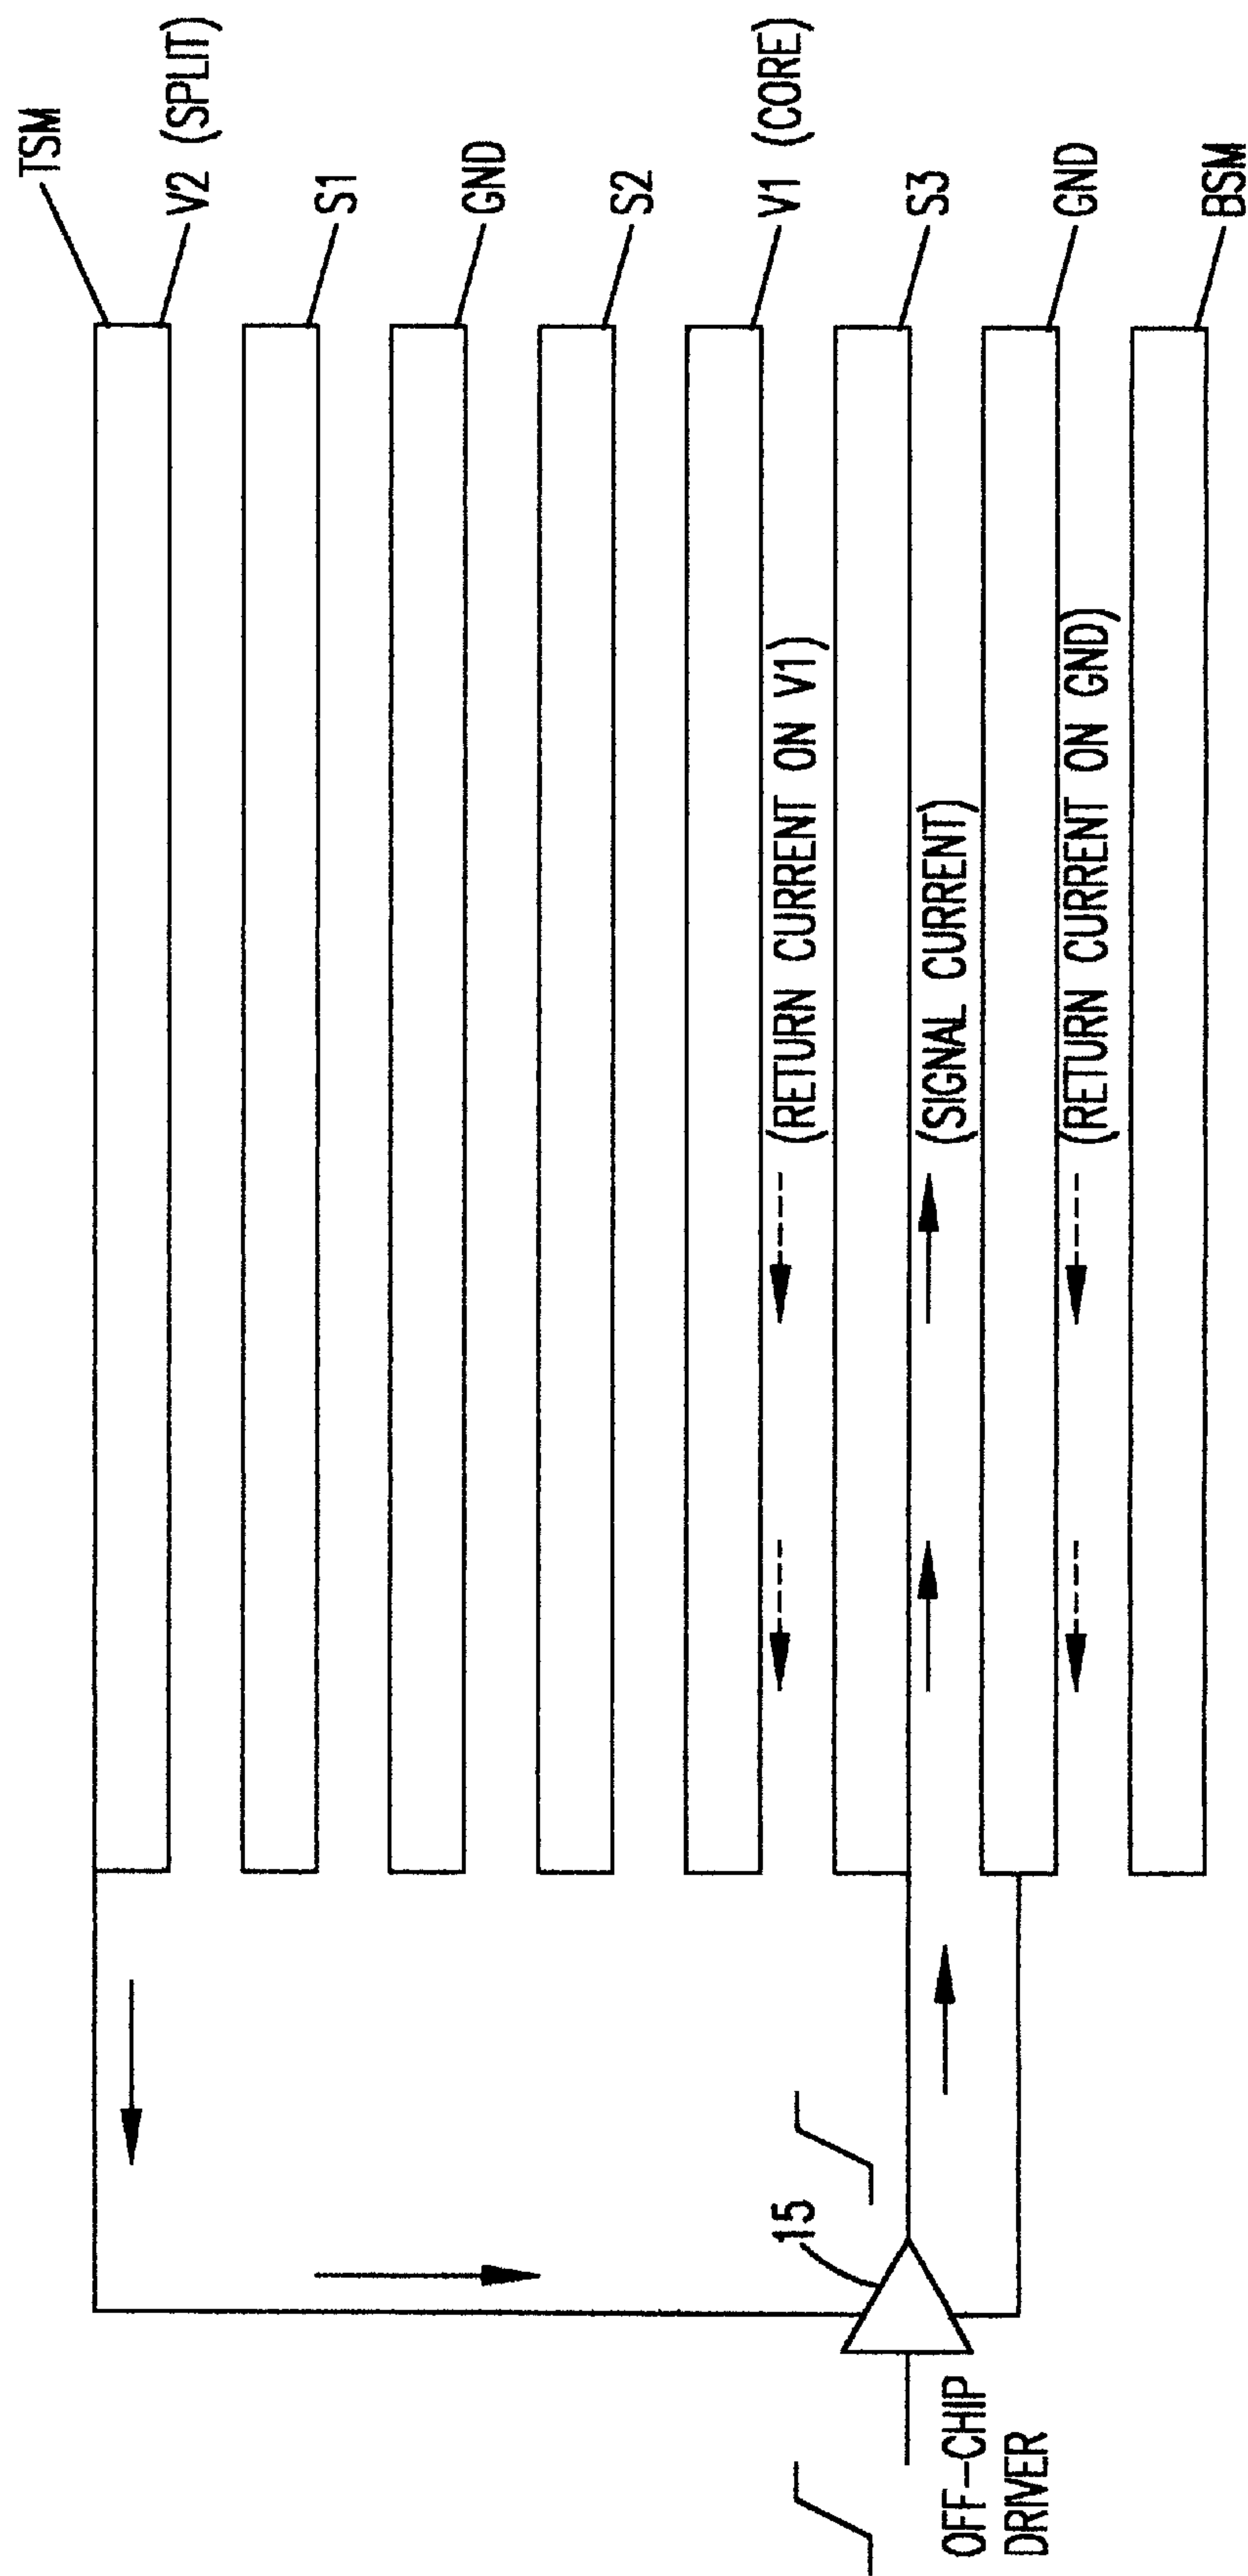 TSM
V2 (SPLIT)
S1
GND
S2
V1 (CORE)
(RETURN CURRENT ON V1)
S3
(SIGNAL CURRENT)
GND
(RETURN CURRENT ON GND)
BSM
15
OFF-CHIP
DRIVER